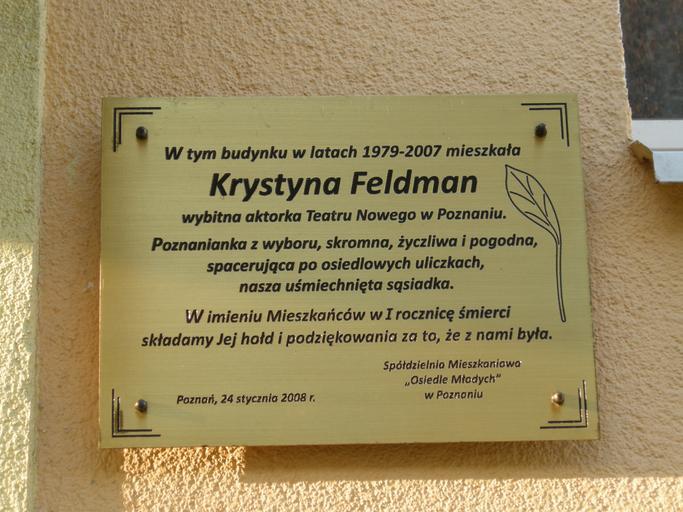 W tym budynku w latach 1979-2007 mieszkała
Krystyna Feldman
wybitna aktorka Teatru Nowego w Poznaniu.
Poznanianka z wyboru, skromna, życzliwa i pogodna,
spacerująca po osiedlowych uliczkach,
nasza uśmiechnięta sąsiadka.
W imieniu Mieszkańców w I rocznicę śmierci
składamy Jej hołd i podziękowania za to, że z nami była.
Spółdzielnia Mieszkaniowa
„Osiedle Młodych"
w Poznaniu
Poznań, 24 stycznia 2008 r.